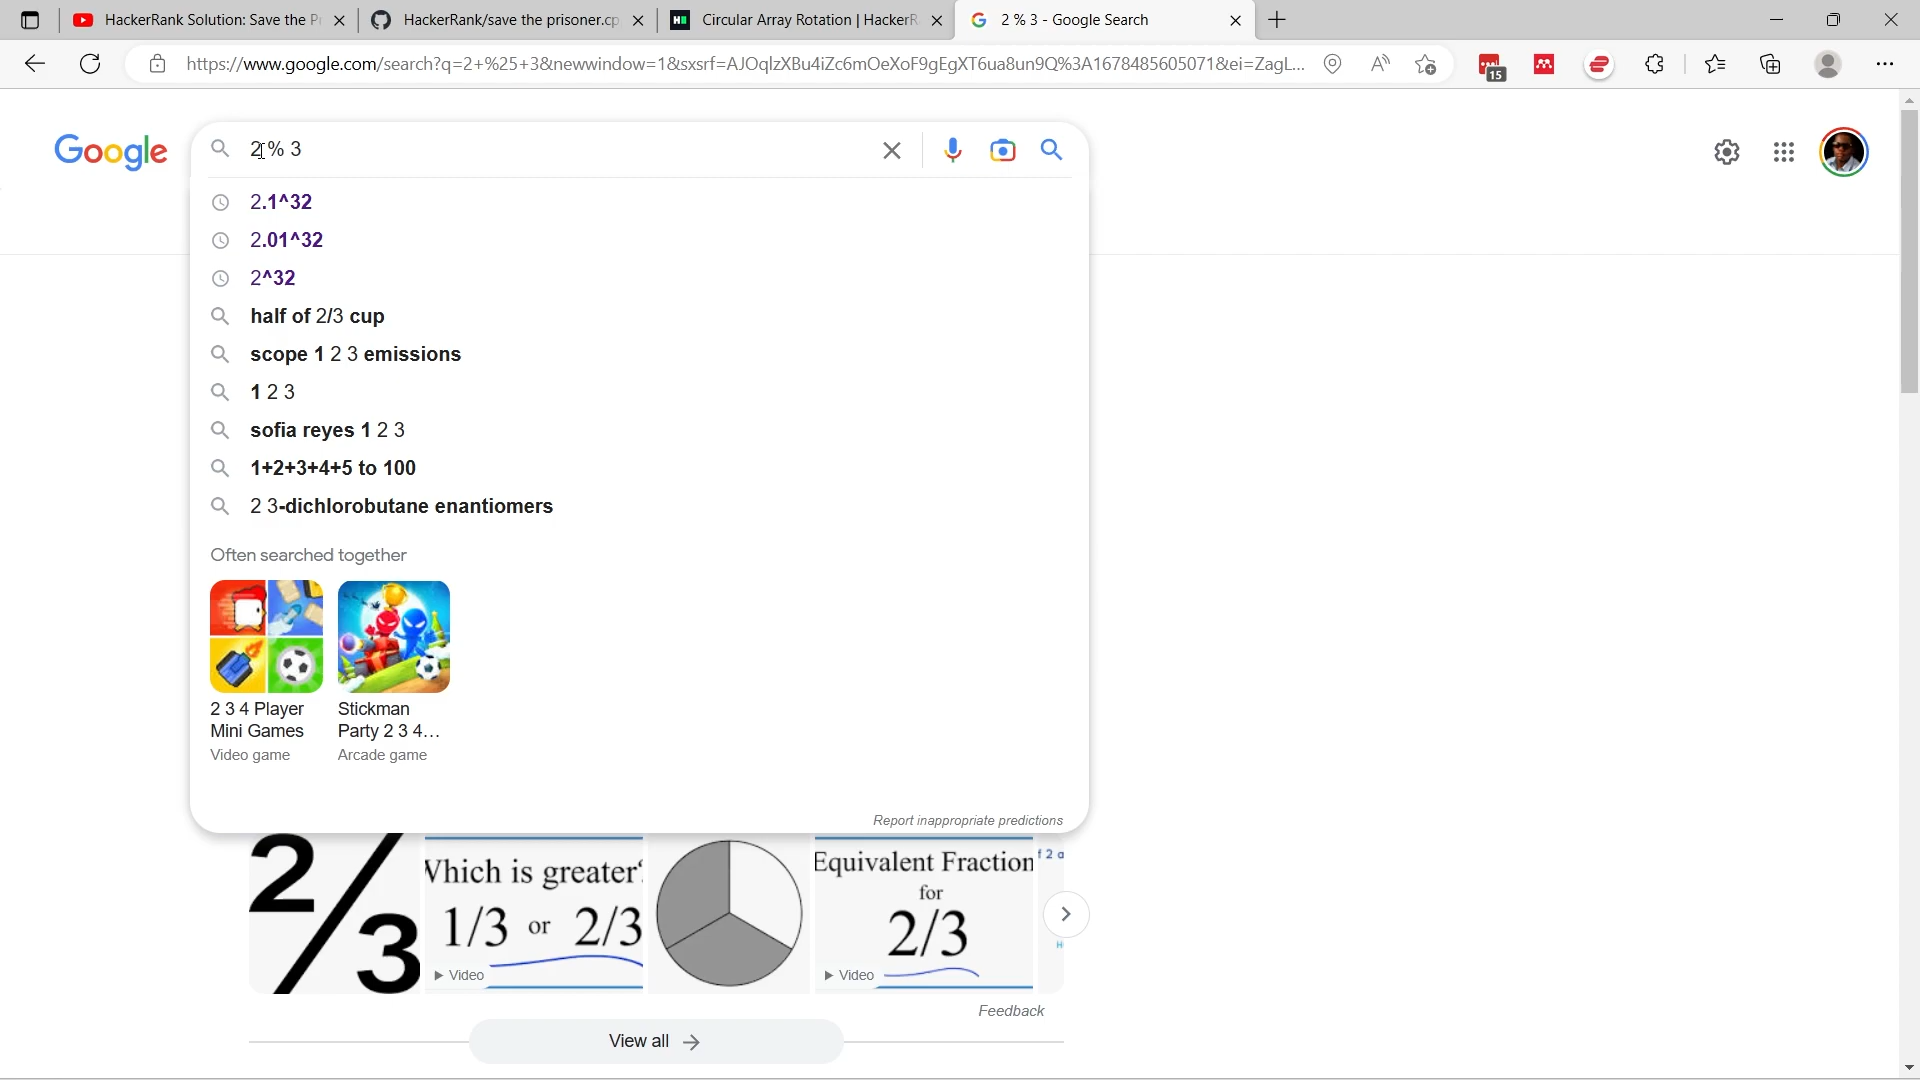 HackerRank Solution: Save the Pr
HackerRank/save the prisoner.cp
Circular Array Rotation | HackerR
2 % 3 - Google Search
https://www.google.com/search?q=2+%25+3&newwindow=1&sxsrf=AJOqlzXBu4iZc6mOeXoF9gEgXT6ua8un9Q%3A1678485605071&ei=ZagL...
15
Google
2 % 3
2.1^32
2.01^32
2^32
half of 2/3 cup
scope 1 2 3 emissions
1 2 3
sofia reyes 1 2 3
1+2+3+4+5 to 100
2 3-dichlorobutane enantiomers
Often searched together
2 3 4 Player
Mini Games
Video game
Stickman
Party 2 3 4...
Arcade game
Report inappropriate predictions
2/3
Which is greater?
1/3 or 2/3
Video
Equivalent Fraction
for
2/3
Video
f 2 a
H
Feedback
View all